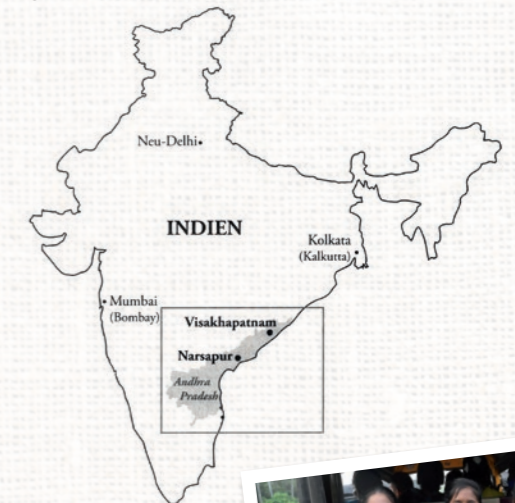 Neu-Delhi
INDIEN
Kolkata
(Kalkutta)
Mumbai
(Bombay)
Visakhapatnam
Narsapur
Andhra
Pradesh